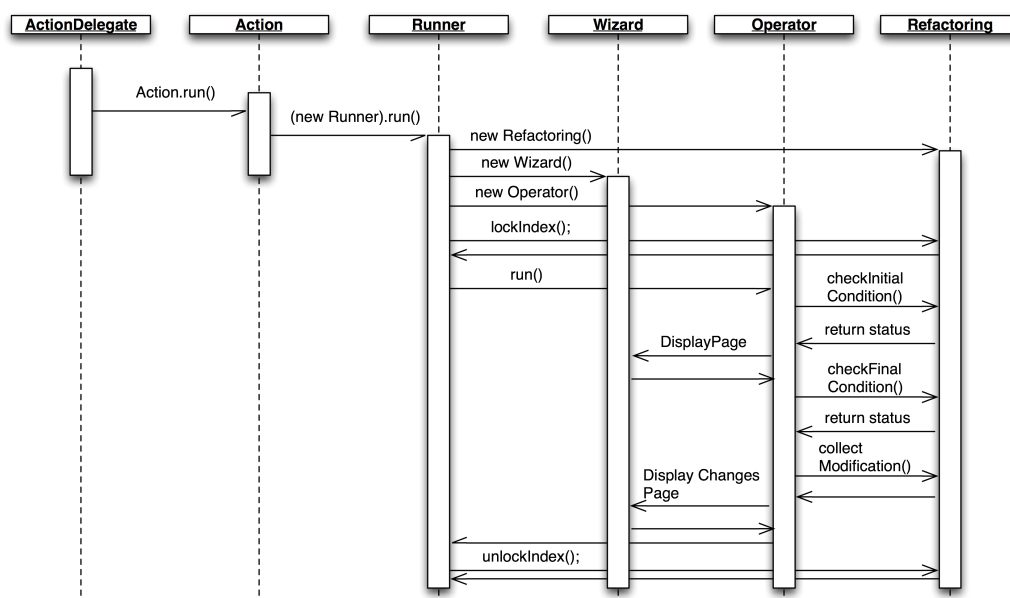 ActionDelegate
Action
Runner
Wizard
Operator
Refactoring
Action.run()
(new Runner).run()
new Refactoring()
new Wizard()
new Operator()
lockIndex();
run()
checkInitial
Condition()
return status
DisplayPage
checkFinal
Condition()
return status
collect
Modification()
Display Changes
Page
unlockIndex();